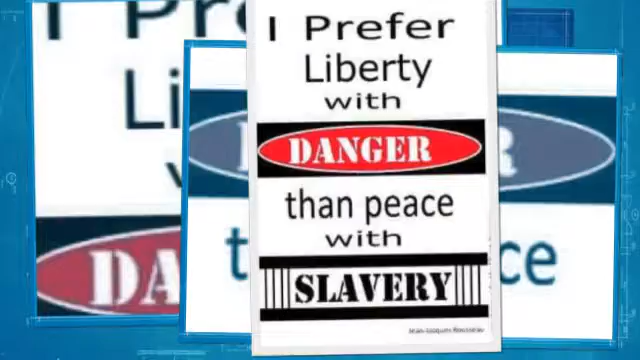 I Prefer
Liberty
with
DANGER
than peace
with
SLAVERY
Jean-Jacques Rousseau